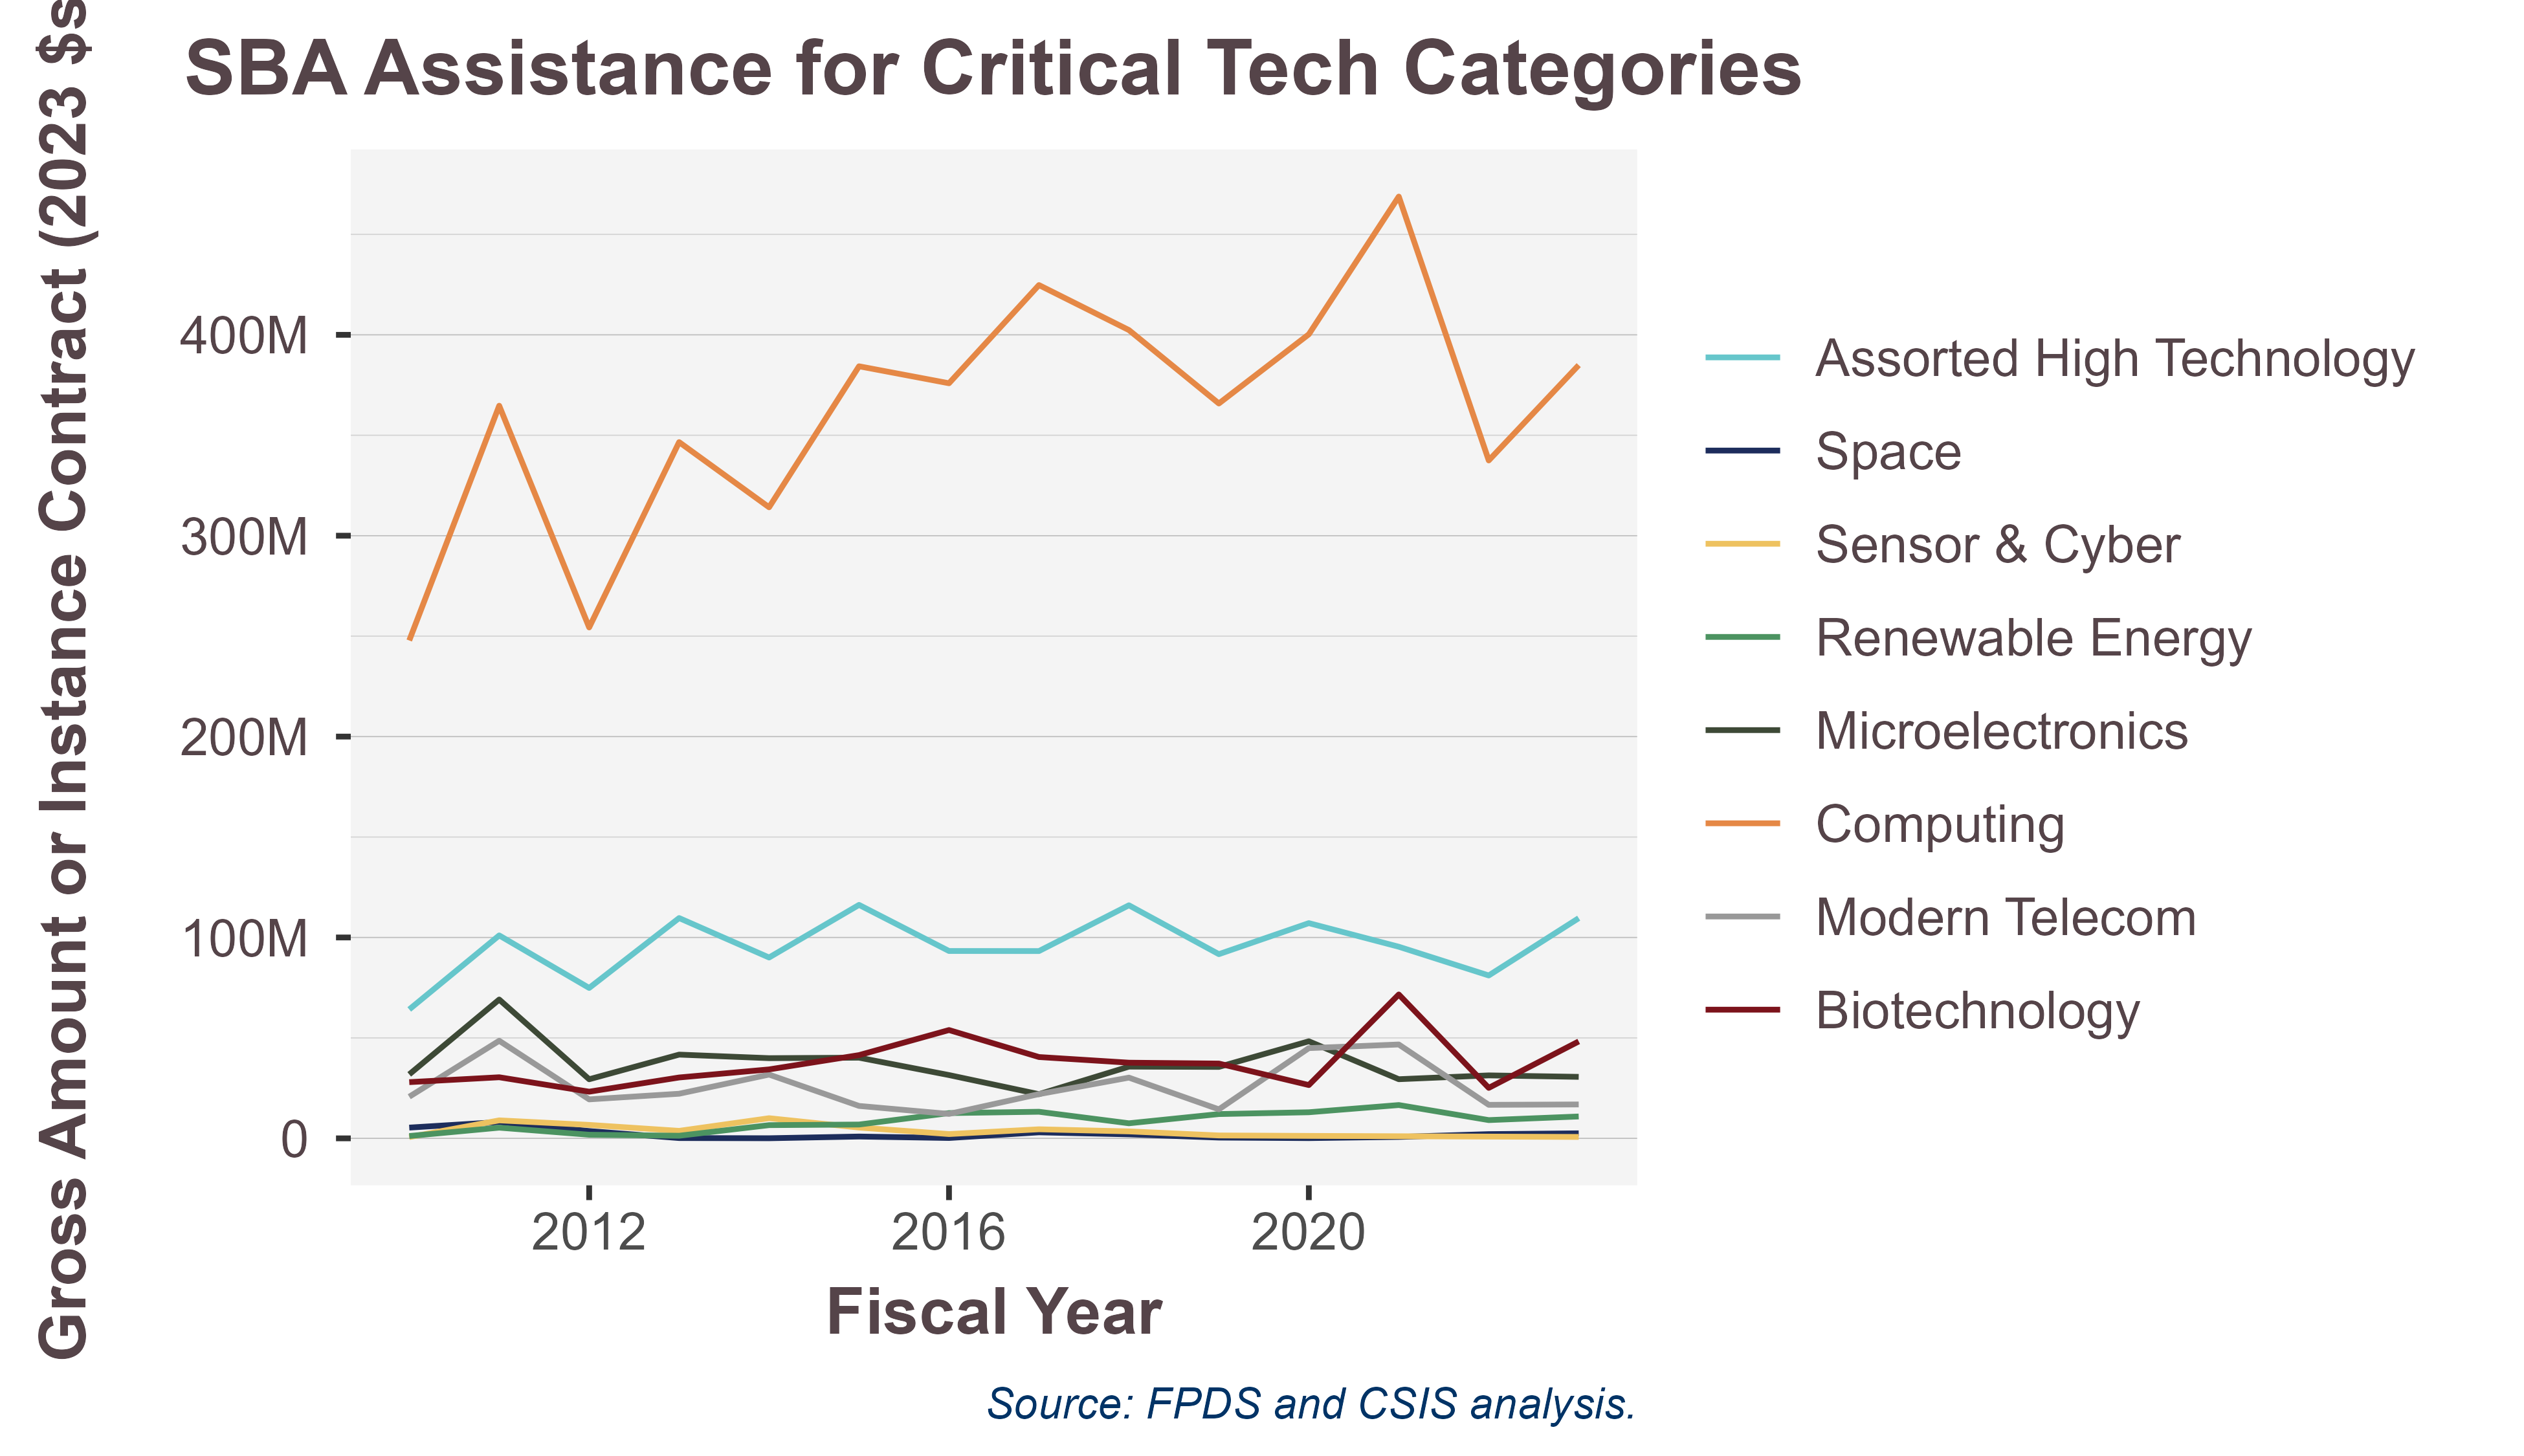 SBA Assistance for Critical Tech Categories
Gross Amount or Instance Contract (2023 $s
400M
300M
200M
100M
0
2012
2016
2020
Fiscal Year
Assorted High Technology
Space
Sensor & Cyber
Renewable Energy
Microelectronics
Computing
Modern Telecom
Biotechnology
Source: FPDS and CSIS analysis.